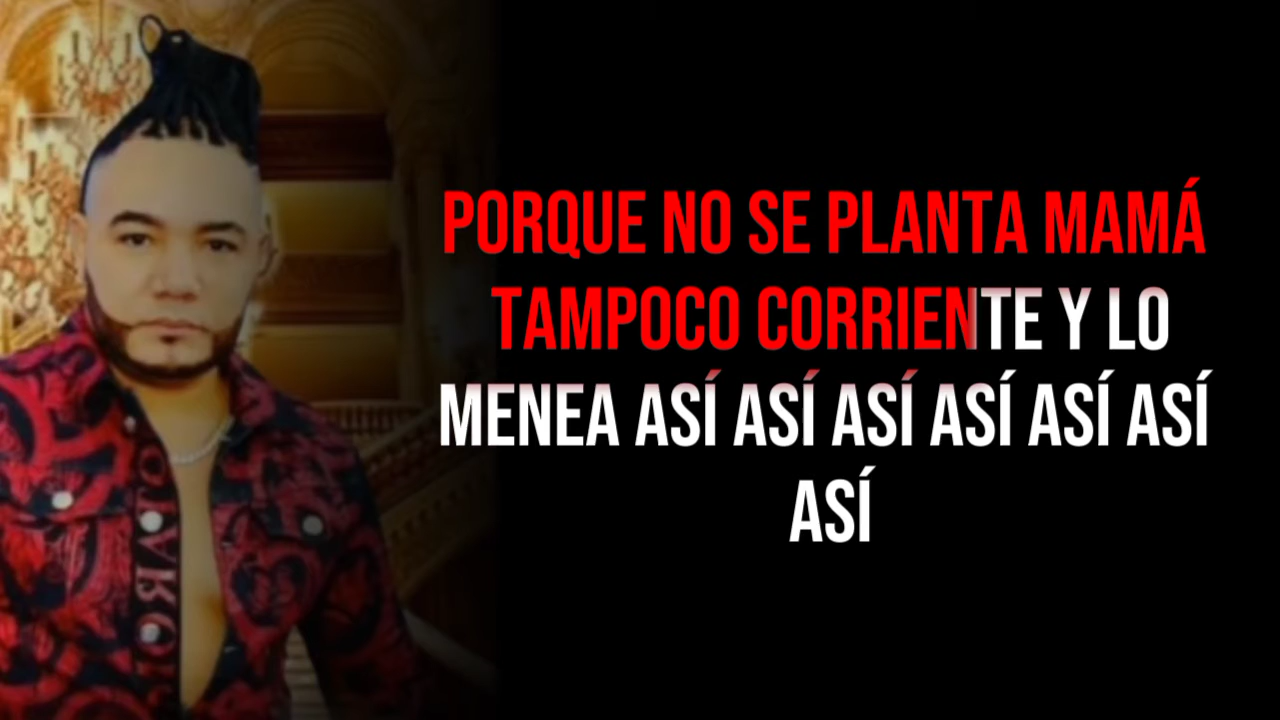 PORQUE NO SE PLANTA MAMÁ
TAMPOCO CORRIENTE Y LO
MENEA ASÍ ASÍ ASÍ ASÍ ASÍ ASÍ
ASÍ